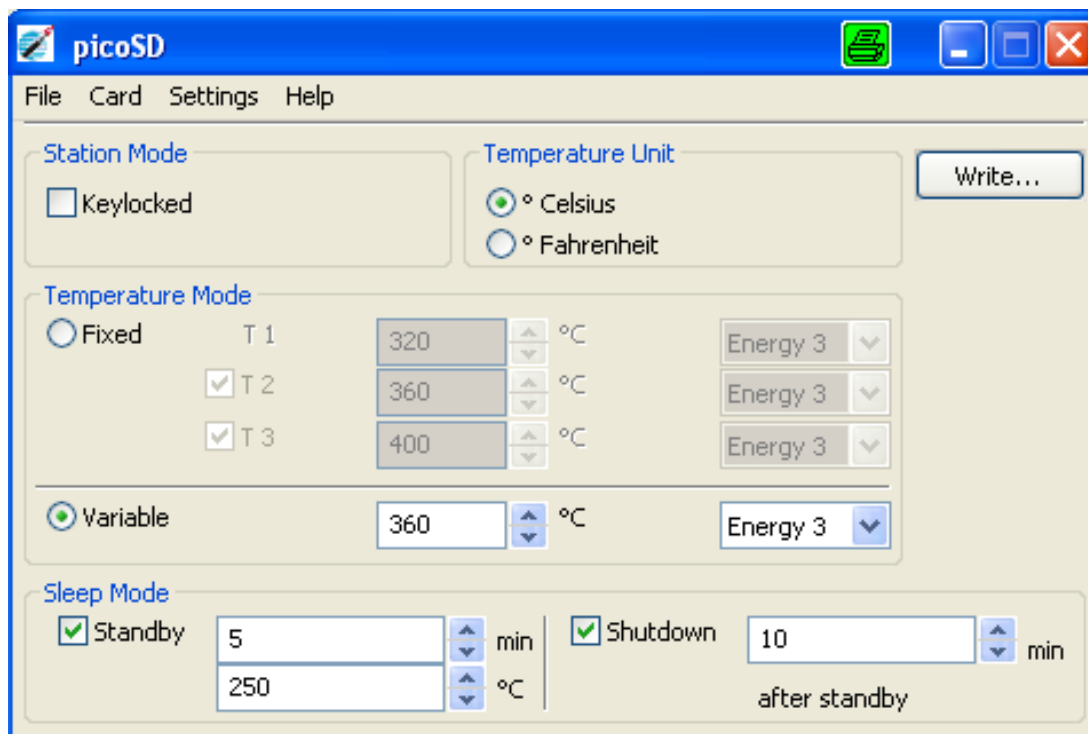 picoSD
File Card Settings Help
Station Mode
Keylocked
Temperature Unit
° Celsius
° Fahrenheit
Write...
Temperature Mode
Fixed T 1 320 °C Energy 3
T 2 360 °C Energy 3
T 3 400 °C Energy 3
Variable 360 °C Energy 3
Sleep Mode
Standby 5 min
250 °C
Shutdown 10 min
after standby